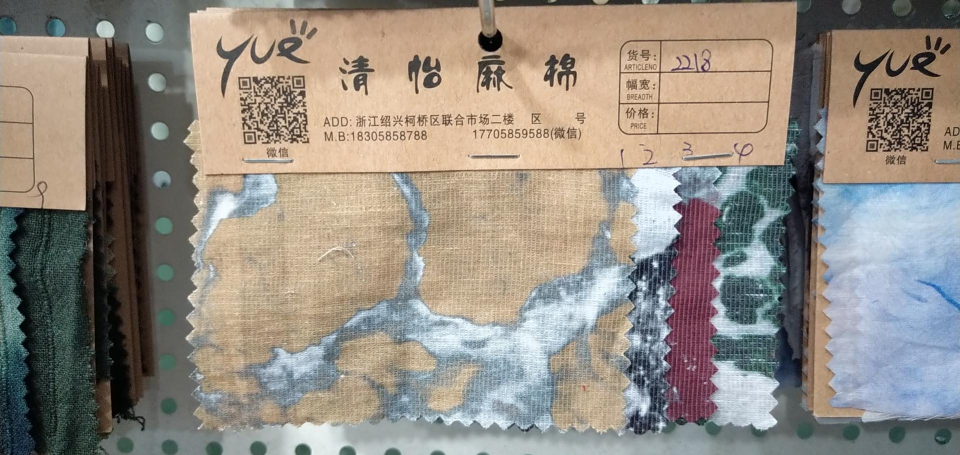 yue
清怡麻棉
货号: 2218
ARTICLENO
幅宽:
BREADTH
价格:
PRICE
ADD: 浙江绍兴柯桥区联合市场二楼 区 号
M.B:18305858788 17705859588(微信)
微信
1 2 3 4
yue
AD
M.B
微信